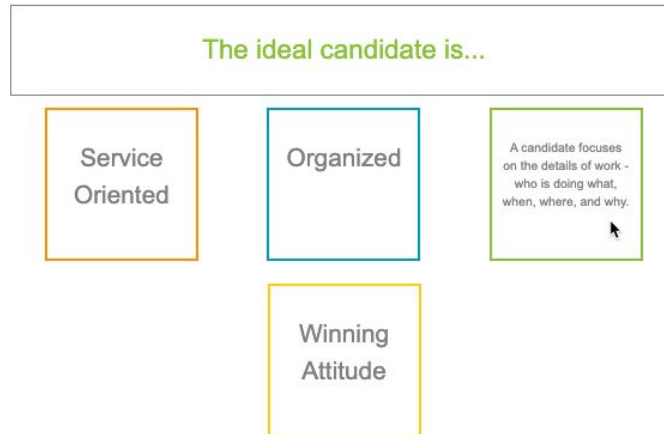 The ideal candidate is...
Service
Oriented
Organized
A candidate focuses
on the details of work -
who is doing what,
when, where, and why.
Winning
Attitude